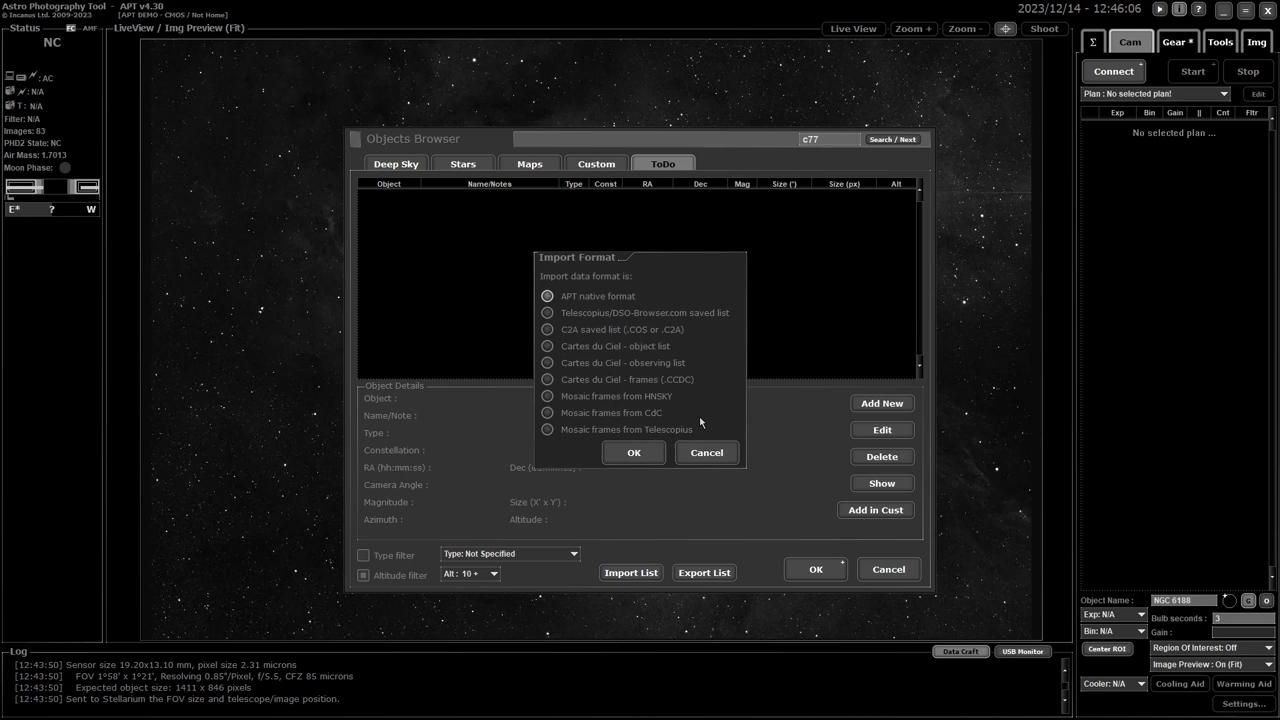 Astro Photography Tool - APT v4.30
© Incanus Ltd. 2009-2023 [APT DEMO - CMOS / Not Home]
2023/12/14 - 12:46:06 i ? _ = x
Status EC AMF
LiveView / Img Preview (Fit)
Live View Zoom + Zoom - Shoot
NC
: AC
: N/A
T : N/A
Filter: N/A
Images: 83
PHD2 State: NC
Air Mass: 1.7013
Moon Phase:
E* ? W
Σ Cam Gear * Tools Img
Connect Start Stop
Plan : No selected plan! Edit
Exp Bin Gain || Cnt Fltr
No selected plan ...
Objects Browser c77 Search / Next
Deep Sky Stars Maps Custom ToDo
Object Name/Notes Type Const RA Dec Mag Size (') Size (px) Alt
Import Format
Import data format is:
APT native format
Telescopius/DSO-Browser.com saved list
C2A saved list (.COS or .C2A)
Cartes du Ciel - object list
Cartes du Ciel - observing list
Cartes du Ciel - frames (.CCDC)
Mosaic frames from HNSKY
Mosaic frames from CdC
Mosaic frames from Telescopius
OK Cancel
Object Details
Object :
Name/Note :
Type :
Constellation :
RA (hh:mm:ss) :
Camera Angle :
Magnitude : Size (X' x Y') :
Azimuth : Altitude :
Add New
Edit
Delete
Show
Add in Cust
Type filter Type: Not Specified
Altitude filter Alt : 10 + Import List Export List OK Cancel
Object Name : NGC 6188
Exp: N/A Bulb seconds : 3
Bin: N/A Gain :
Center ROI Region Of Interest: Off
Image Preview : On (Fit)
Cooler: N/A Cooling Aid Warming Aid
Settings...
Log Data Craft USB Monitor
[12:43:50] Sensor size 19.20x13.10 mm, pixel size 2.31 microns
[12:43:50] FOV 1°58' x 1°21', Resolving 0.85"/Pixel, f/5.5, CFZ 85 microns
[12:43:50] Expected object size: 1411 x 846 pixels
[12:43:50] Sent to Stellarium the FOV size and telescope/image position.